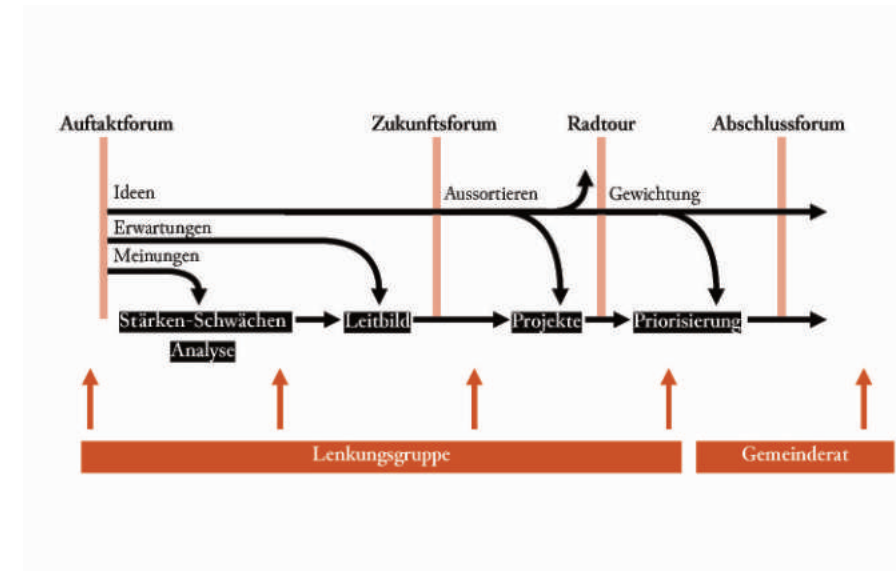 Auftaktforum
Zukunftsforum
Radtour
Abschlussforum
Ideen
Aussortieren
Gewichtung
Erwartungen
Meinungen
Stärken-Schwächen
Analyse
Leitbild
Projekte
Priorisierung
Lenkungsgruppe
Gemeinderat